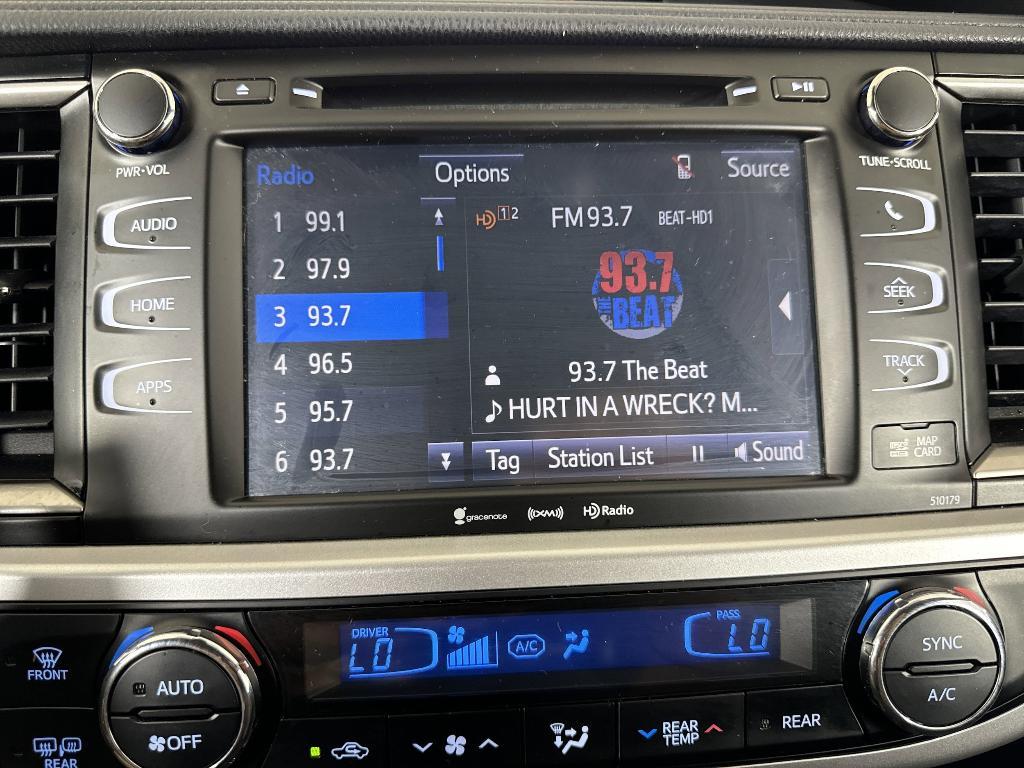 PWR•VOL
AUDIO
HOME
APPS
Radio
Options
Source
1 99.1
2 97.9
3 93.7
4 96.5
5 95.7
6 93.7
HD 1 2
FM 93.7
BEAT-HD1
93.7
THE
BEAT
93.7 The Beat
HURT IN A WRECK? M...
Tag
Station List
Sound
TUNE•SCROLL
SEEK
TRACK
MAP
CARD
510179
gracenote
((XM))
HD Radio
FRONT
REAR
AUTO
OFF
DRIVER
LO
A/C
PASS
LO
REAR
TEMP
REAR
SYNC
A/C